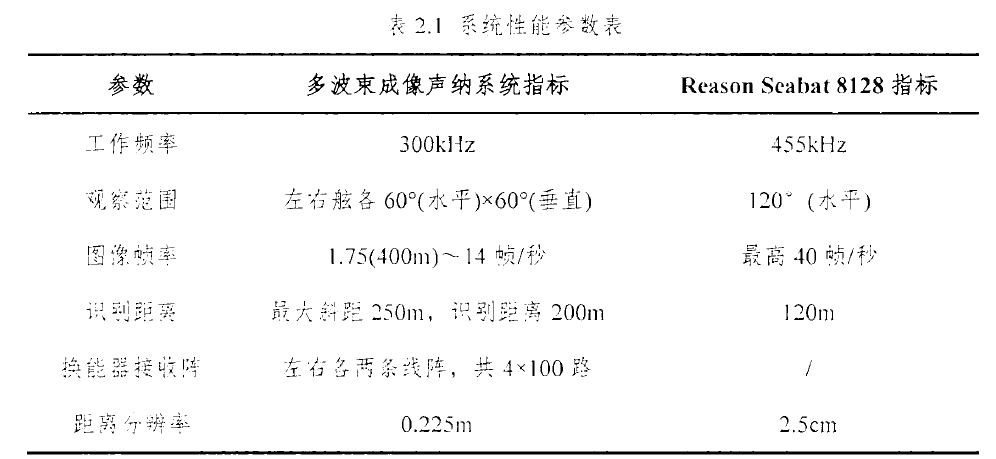 表 2.1 系统性能参数表
参数 多波束成像声纳系统指标 Reason Seabat 8128 指标
工作频率 300kHz 455kHz
观察范围 左右舷各 60°(水平)×60°(垂直) 120° (水平)
图像帧率 1.75(400m)～14 帧/秒 最高 40 帧/秒
识别距离 最大斜距 250m，识别距离 200m 120m
换能器接收阵 左右各两条线阵，共 4×100 路 /
距离分辨率 0.225m 2.5cm